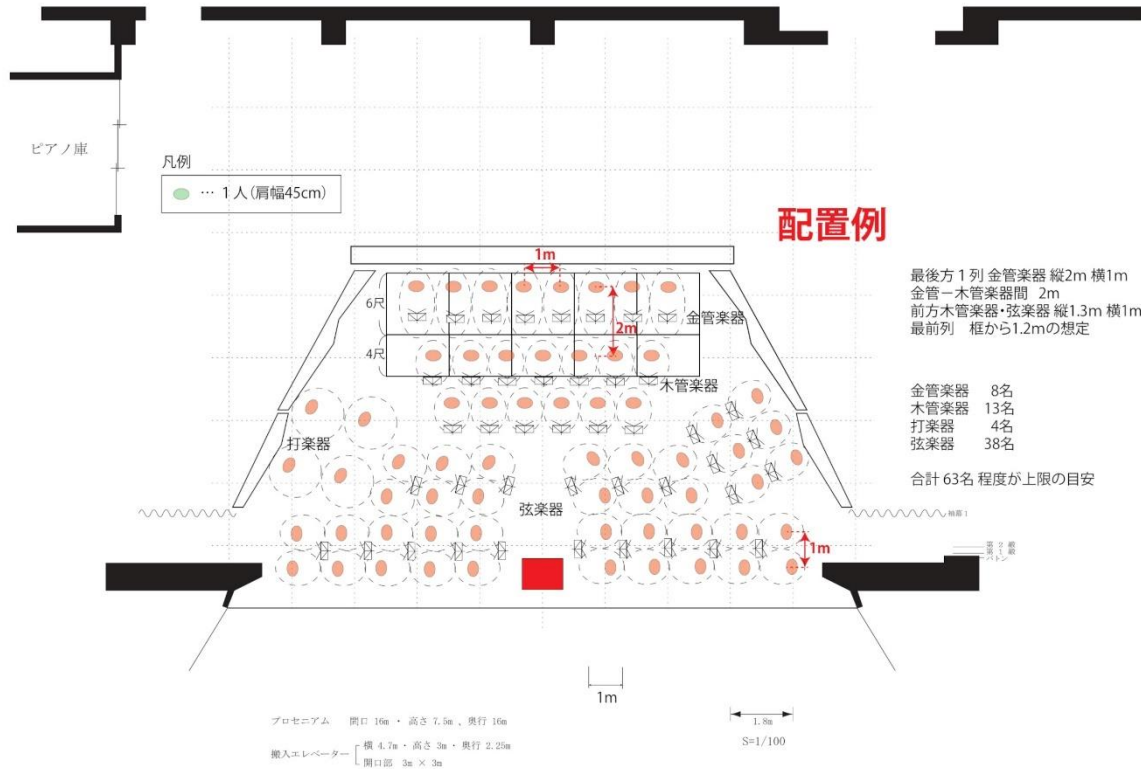 ピアノ庫
凡例
… 1人(肩幅45cm)
配置例
1m
最後方1列 金管楽器 縦2m 横1m
金管－木管楽器間 2m
前方木管楽器・弦楽器 縦1.3m 横1m
最前列 框から1.2mの想定
6尺
金管楽器
2m
4尺
木管楽器
金管楽器 8名
木管楽器 13名
打楽器 4名
弦楽器 38名
打楽器
合計 63名 程度が上限の目安
弦楽器
袖幕1
1m
バトン
1m
プロセニアム 間口 16m ・ 高さ 7.5m 、奥行 16m
1.8m
S=1/100
搬入エレベーター 横 4.7m ・ 高さ 3m ・ 奥行 2.25m
開口部 3m × 3m